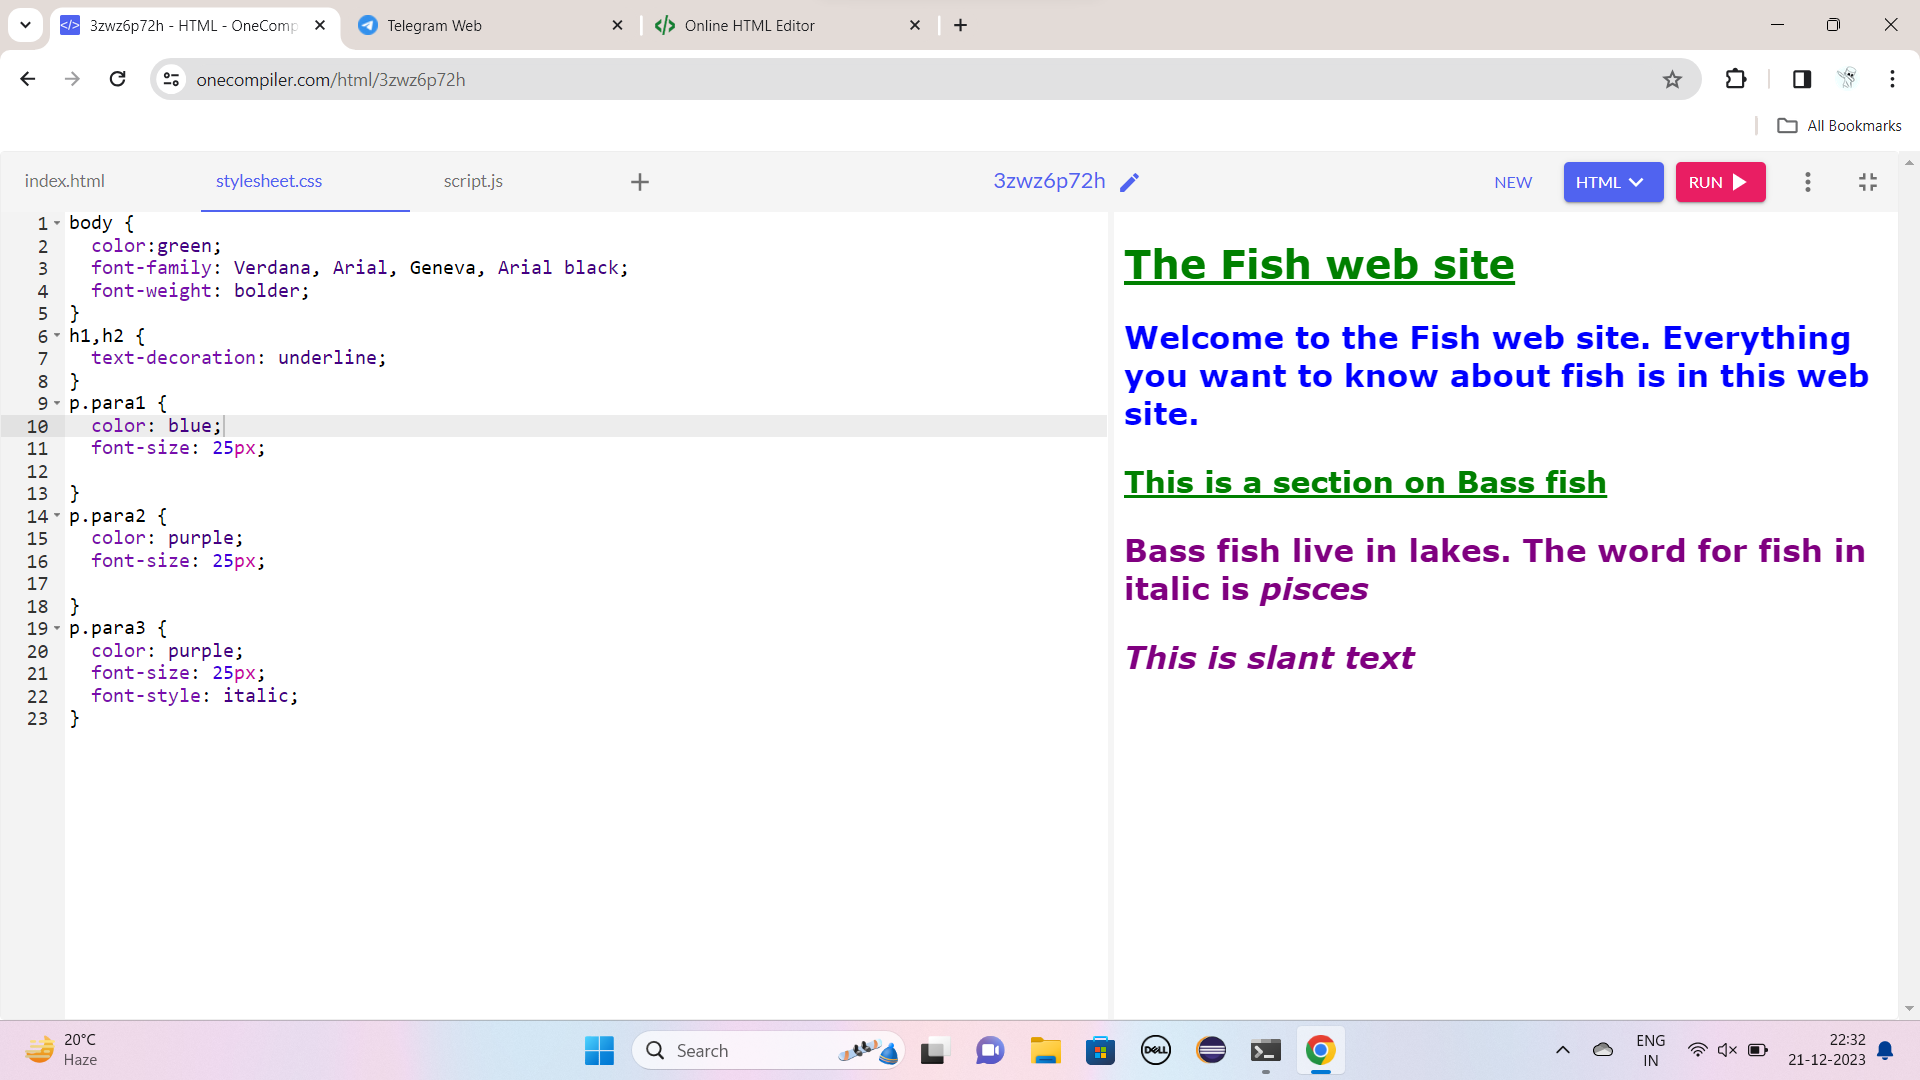 3zwz6p72h - HTML - OneComp
Telegram Web
Online HTML Editor
onecompiler.com/html/3zwz6p72h
All Bookmarks
index.html
stylesheet.css
script.js
3zwz6p72h
NEW
HTML
RUN
1 body {
2 color:green;
3 font-family: Verdana, Arial, Geneva, Arial black;
4 font-weight: bolder;
5 }
6 h1,h2 {
7 text-decoration: underline;
8 }
9 p.para1 {
10 color: blue;
11 font-size: 25px;
12
13 }
14 p.para2 {
15 color: purple;
16 font-size: 25px;
17
18 }
19 p.para3 {
20 color: purple;
21 font-size: 25px;
22 font-style: italic;
23 }
The Fish web site
Welcome to the Fish web site. Everything
you want to know about fish is in this web
site.
This is a section on Bass fish
Bass fish live in lakes. The word for fish in
italic is pisces
This is slant text
20°C
Haze
Search
DELL
ENG
IN
22:32
21-12-2023